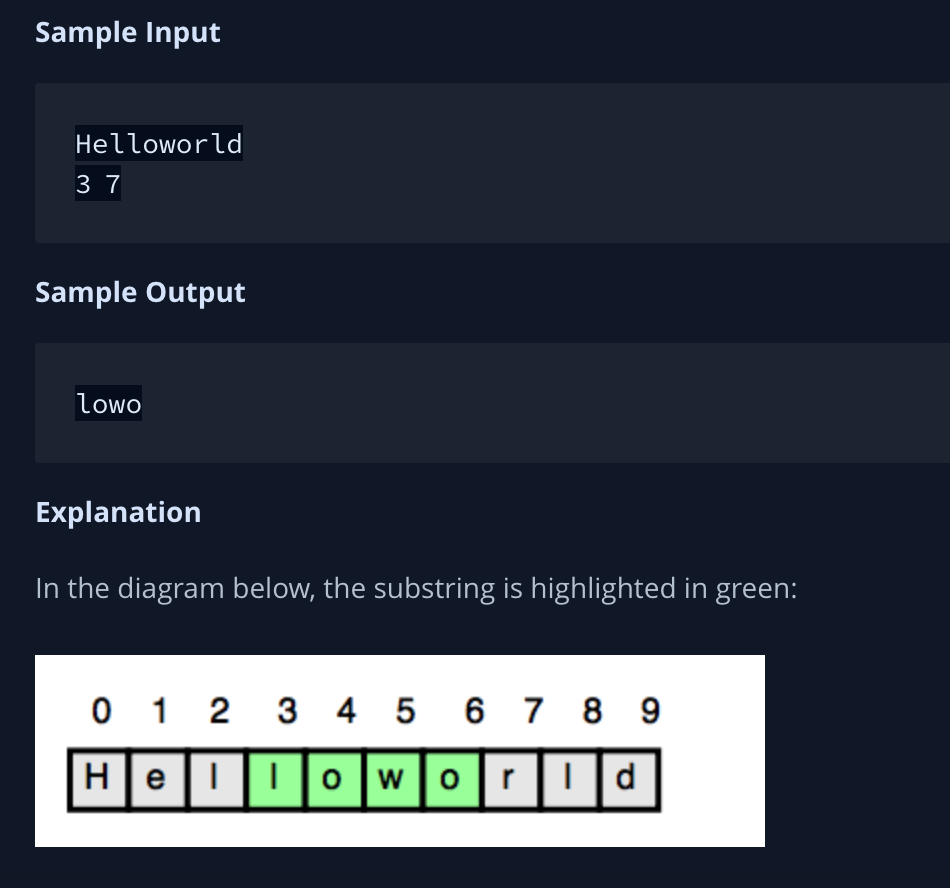 Sample Input
Helloworld
3 7
Sample Output
lowo
Explanation
In the diagram below, the substring is highlighted in green:
0 1 2 3 4 5 6 7 8 9
H e l l o w o r l d